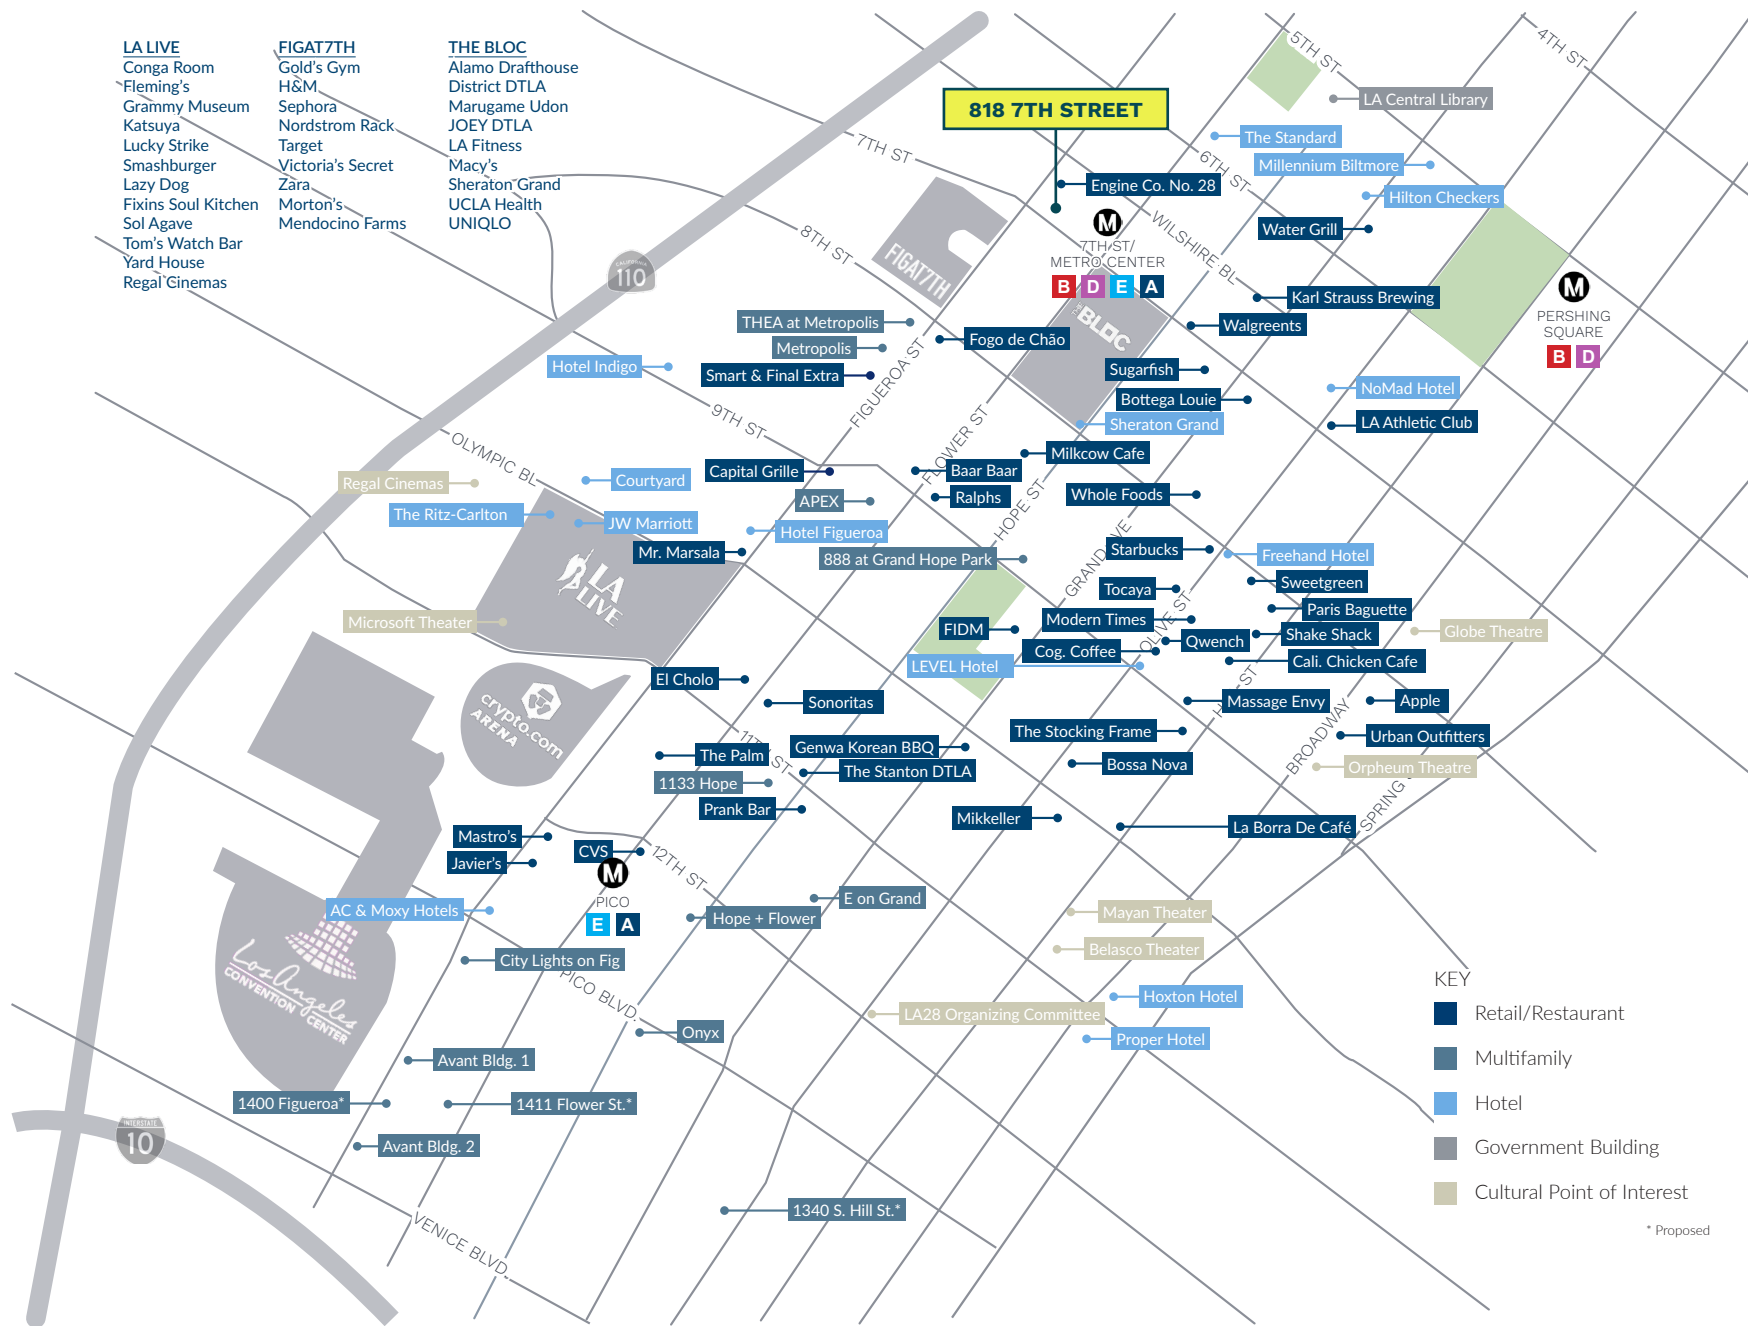 LA LIVE
Conga Room
Fleming's
Grammy Museum
Katsuya
Lucky Strike
Smashburger
Lazy Dog
Fixins Soul Kitchen
Sol Agave
Tom's Watch Bar
Yard House
Regal Cinemas
FIGAT7TH
Gold's Gym
H&M
Sephora
Nordstrom Rack
Target
Victoria's Secret
Zara
Morton's
Mendocino Farms
THE BLOC
Alamo Drafthouse
District DTLA
Marugame Udon
JOEY DTLA
LA Fitness
Macy's
Sheraton Grand
UCLA Health
UNIQLO
818 7TH STREET
5TH ST
4TH ST
LA Central Library
The Standard
7TH ST
6TH ST
Millennium Biltmore
Engine Co. No. 28
Hilton Checkers
WILSHIRE BL
Water Grill
M
7TH ST/
METRO CENTER
B D E A
8TH ST
FIGAT7TH
CALIFORNIA
110
THE BLOC
Karl Strauss Brewing
M
PERSHING
SQUARE
B D
Walgreents
THEA at Metropolis
Fogo de Chão
Metropolis
Hotel Indigo
Smart & Final Extra
FIGUEROA ST
Sugarfish
NoMad Hotel
Bottega Louie
9TH ST
FLOWER ST
Sheraton Grand
LA Athletic Club
OLYMPIC BL
Milkcow Cafe
Capital Grille
Baar Baar
Regal Cinemas
Courtyard
APEX
Ralphs
Whole Foods
HOPE ST
The Ritz-Carlton
JW Marriott
Hotel Figueroa
Mr. Marsala
888 at Grand Hope Park
GRAND AVE
Starbucks
Freehand Hotel
LA
LIVE
Sweetgreen
Tocaya
OLIVE ST
Paris Baguette
Microsoft Theater
FIDM
Modern Times
Globe Theatre
Shake Shack
Qwench
Cog. Coffee
LEVEL Hotel
Cali. Chicken Cafe
El Cholo
crypto.com
ARENA
Sonoritas
Massage Envy
Apple
BROADWAY
The Stocking Frame
Urban Outfitters
11TH ST
Genwa Korean BBQ
The Palm
The Stanton DTLA
Bossa Nova
Orpheum Theatre
1133 Hope
SPRING
Prank Bar
Mikkeller
La Borra De Café
Mastro's
Javier's
CVS
M
PICO
E A
12TH ST
E on Grand
AC & Moxy Hotels
Hope + Flower
Mayan Theater
Belasco Theater
Los Angeles
CONVENTION CENTER
City Lights on Fig
PICO BLVD.
Hoxton Hotel
LA28 Organizing Committee
Onyx
Proper Hotel
Avant Bldg. 1
1400 Figueroa*
1411 Flower St.*
INTERSTATE
10
Avant Bldg. 2
1340 S. Hill St.*
VENICE BLVD.
KEY
Retail/Restaurant
Multifamily
Hotel
Government Building
Cultural Point of Interest
* Proposed